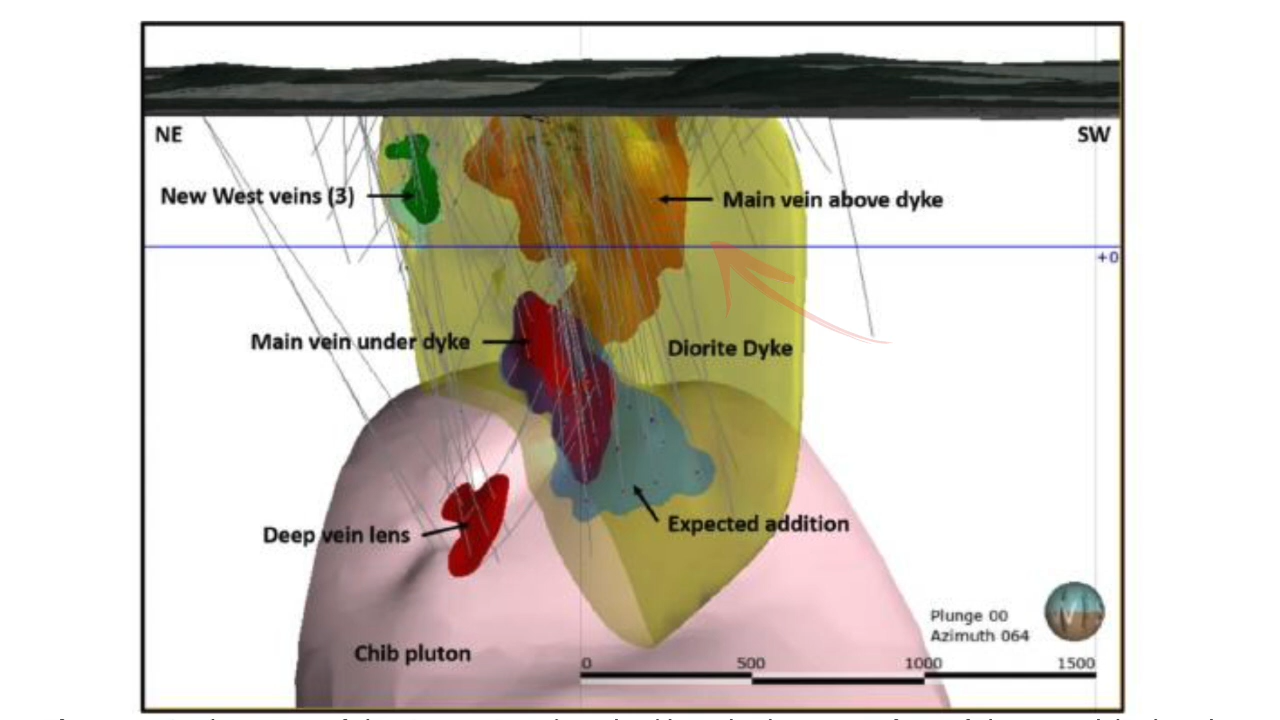 NE
SW
New West veins (3)
Main vein above dyke
+0
Main vein under dyke
Diorite Dyke
Expected addition
Deep vein lens
Plunge 00
Azimuth 064
Chib pluton
0 500 1000 1500